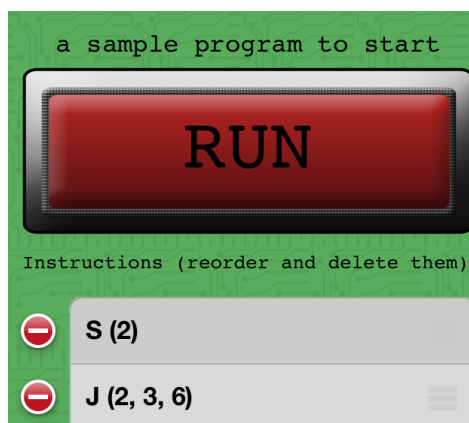 a sample program to start
RUN
Instructions (reorder and delete them)
S (2)
J (2, 3, 6)